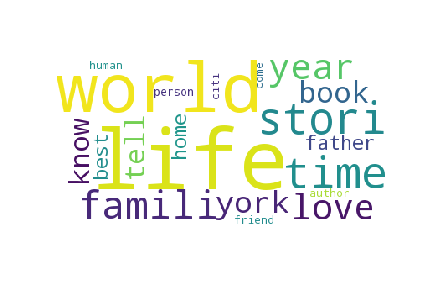 human
world
person
citi
come
year
book
stori
know
best
tell
home
father
life
time
famili
york
love
author
friend